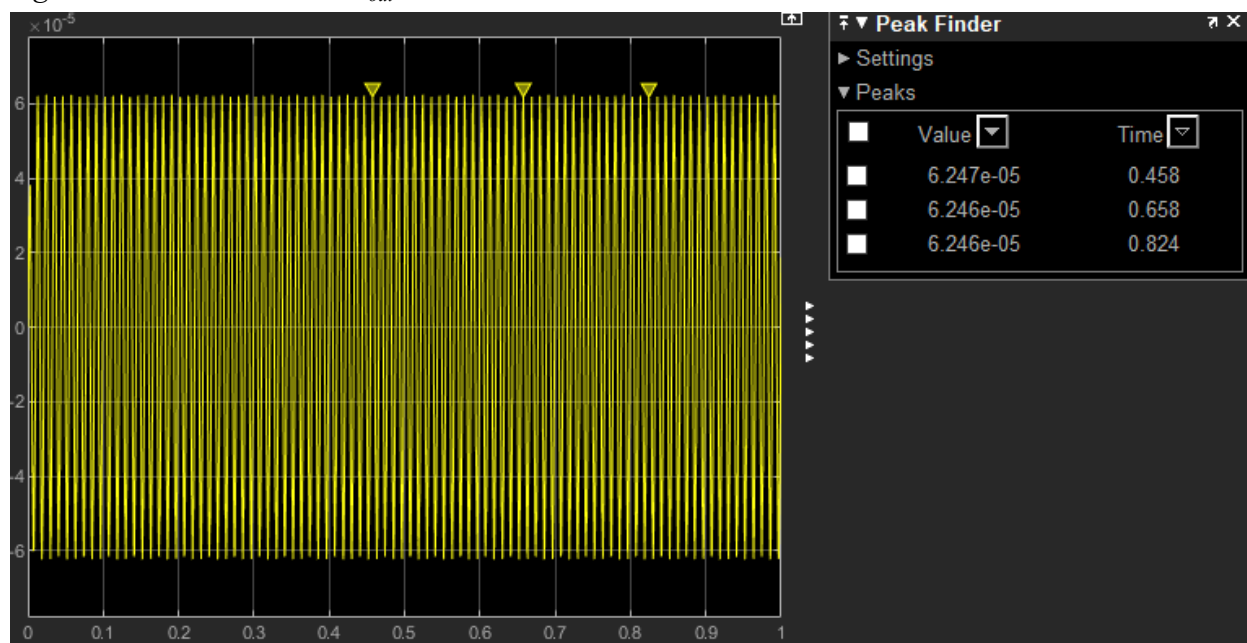 ×10⁻⁵
6
4
2
0
-2
-4
-6
0 0.1 0.2 0.3 0.4 0.5 0.6 0.7 0.8 0.9 1
Peak Finder
Settings
Peaks
Value Time
6.247e-05 0.458
6.246e-05 0.658
6.246e-05 0.824